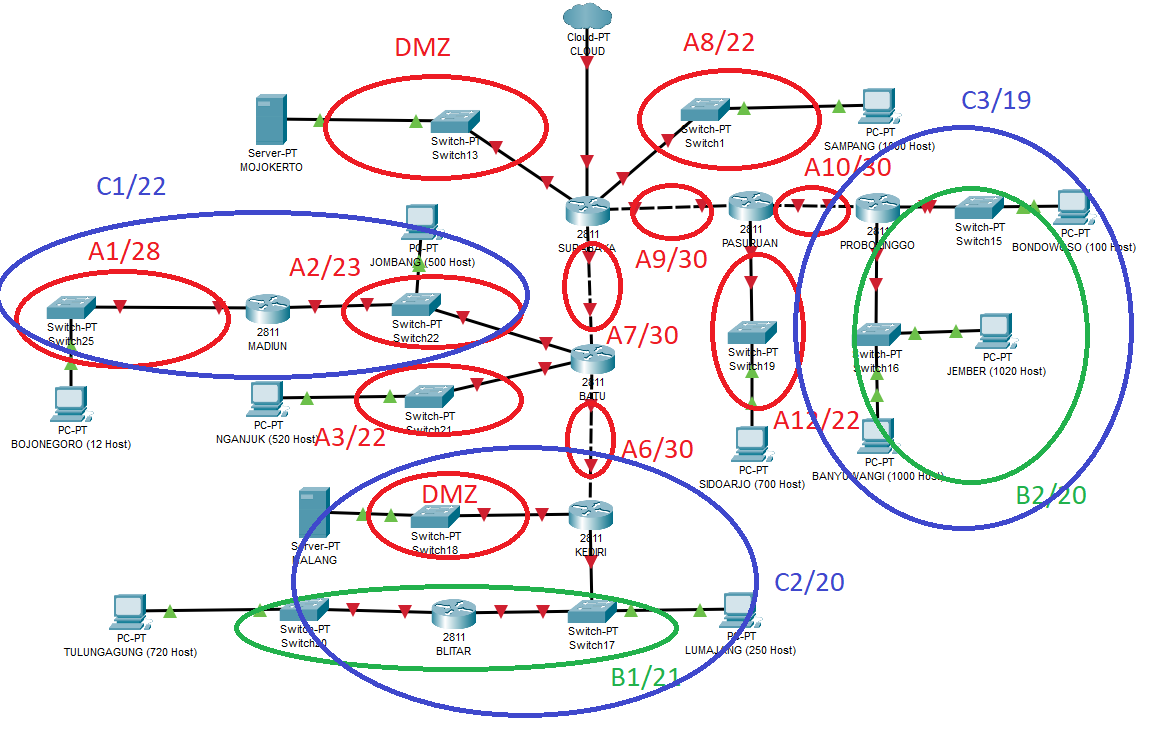 Cloud-PT
CLOUD
DMZ
A8/22
C3/19
Server-PT
MOJOKERTO
Switch-PT
Switch13
Switch-PT
Switch1
PC-PT
SAMPANG (1000 Host)
C1/22
A10/30
PC-PT
JOMBANG (500 Host)
2811
SURABAYA
2811
PASURUAN
2811
PROBOLINGGO
Switch-PT
Switch15
PC-PT
BONDOWOSO (100 Host)
A1/28
A2/23
A9/30
Switch-PT
Switch25
2811
MADIUN
Switch-PT
Switch22
A7/30
Switch-PT
Switch19
Switch-PT
Switch16
PC-PT
JEMBER (1020 Host)
2811
BATU
PC-PT
BOJONEGORO (12 Host)
PC-PT
NGANJUK (520 Host)
Switch-PT
Switch21
A3/22
A6/30
A12/22
PC-PT
SIDOARJO (700 Host)
PC-PT
BANYUWANGI (1000 Host)
B2/20
DMZ
Server-PT
MALANG
Switch-PT
Switch18
2811
KEDIRI
C2/20
PC-PT
TULUNGAGUNG (720 Host)
Switch-PT
Switch20
2811
BLITAR
Switch-PT
Switch17
PC-PT
LUMAJANG (250 Host)
B1/21